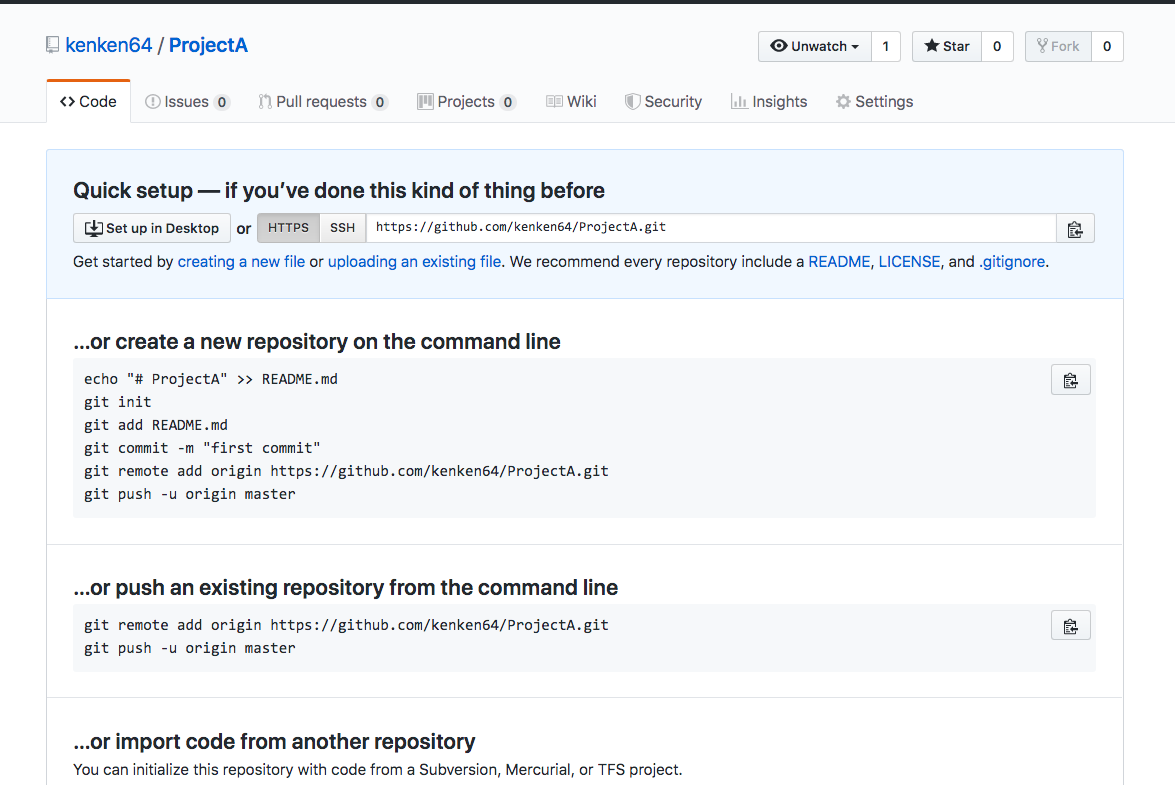 kenken64 / ProjectA
Unwatch 1 Star 0 Fork 0
Code Issues 0 Pull requests 0 Projects 0 Wiki Security Insights Settings
Quick setup — if you’ve done this kind of thing before
Set up in Desktop or HTTPS SSH https://github.com/kenken64/ProjectA.git
Get started by creating a new file or uploading an existing file. We recommend every repository include a README, LICENSE, and .gitignore.
…or create a new repository on the command line
echo "# ProjectA" >> README.md
git init
git add README.md
git commit -m "first commit"
git remote add origin https://github.com/kenken64/ProjectA.git
git push -u origin master
…or push an existing repository from the command line
git remote add origin https://github.com/kenken64/ProjectA.git
git push -u origin master
…or import code from another repository
You can initialize this repository with code from a Subversion, Mercurial, or TFS project.